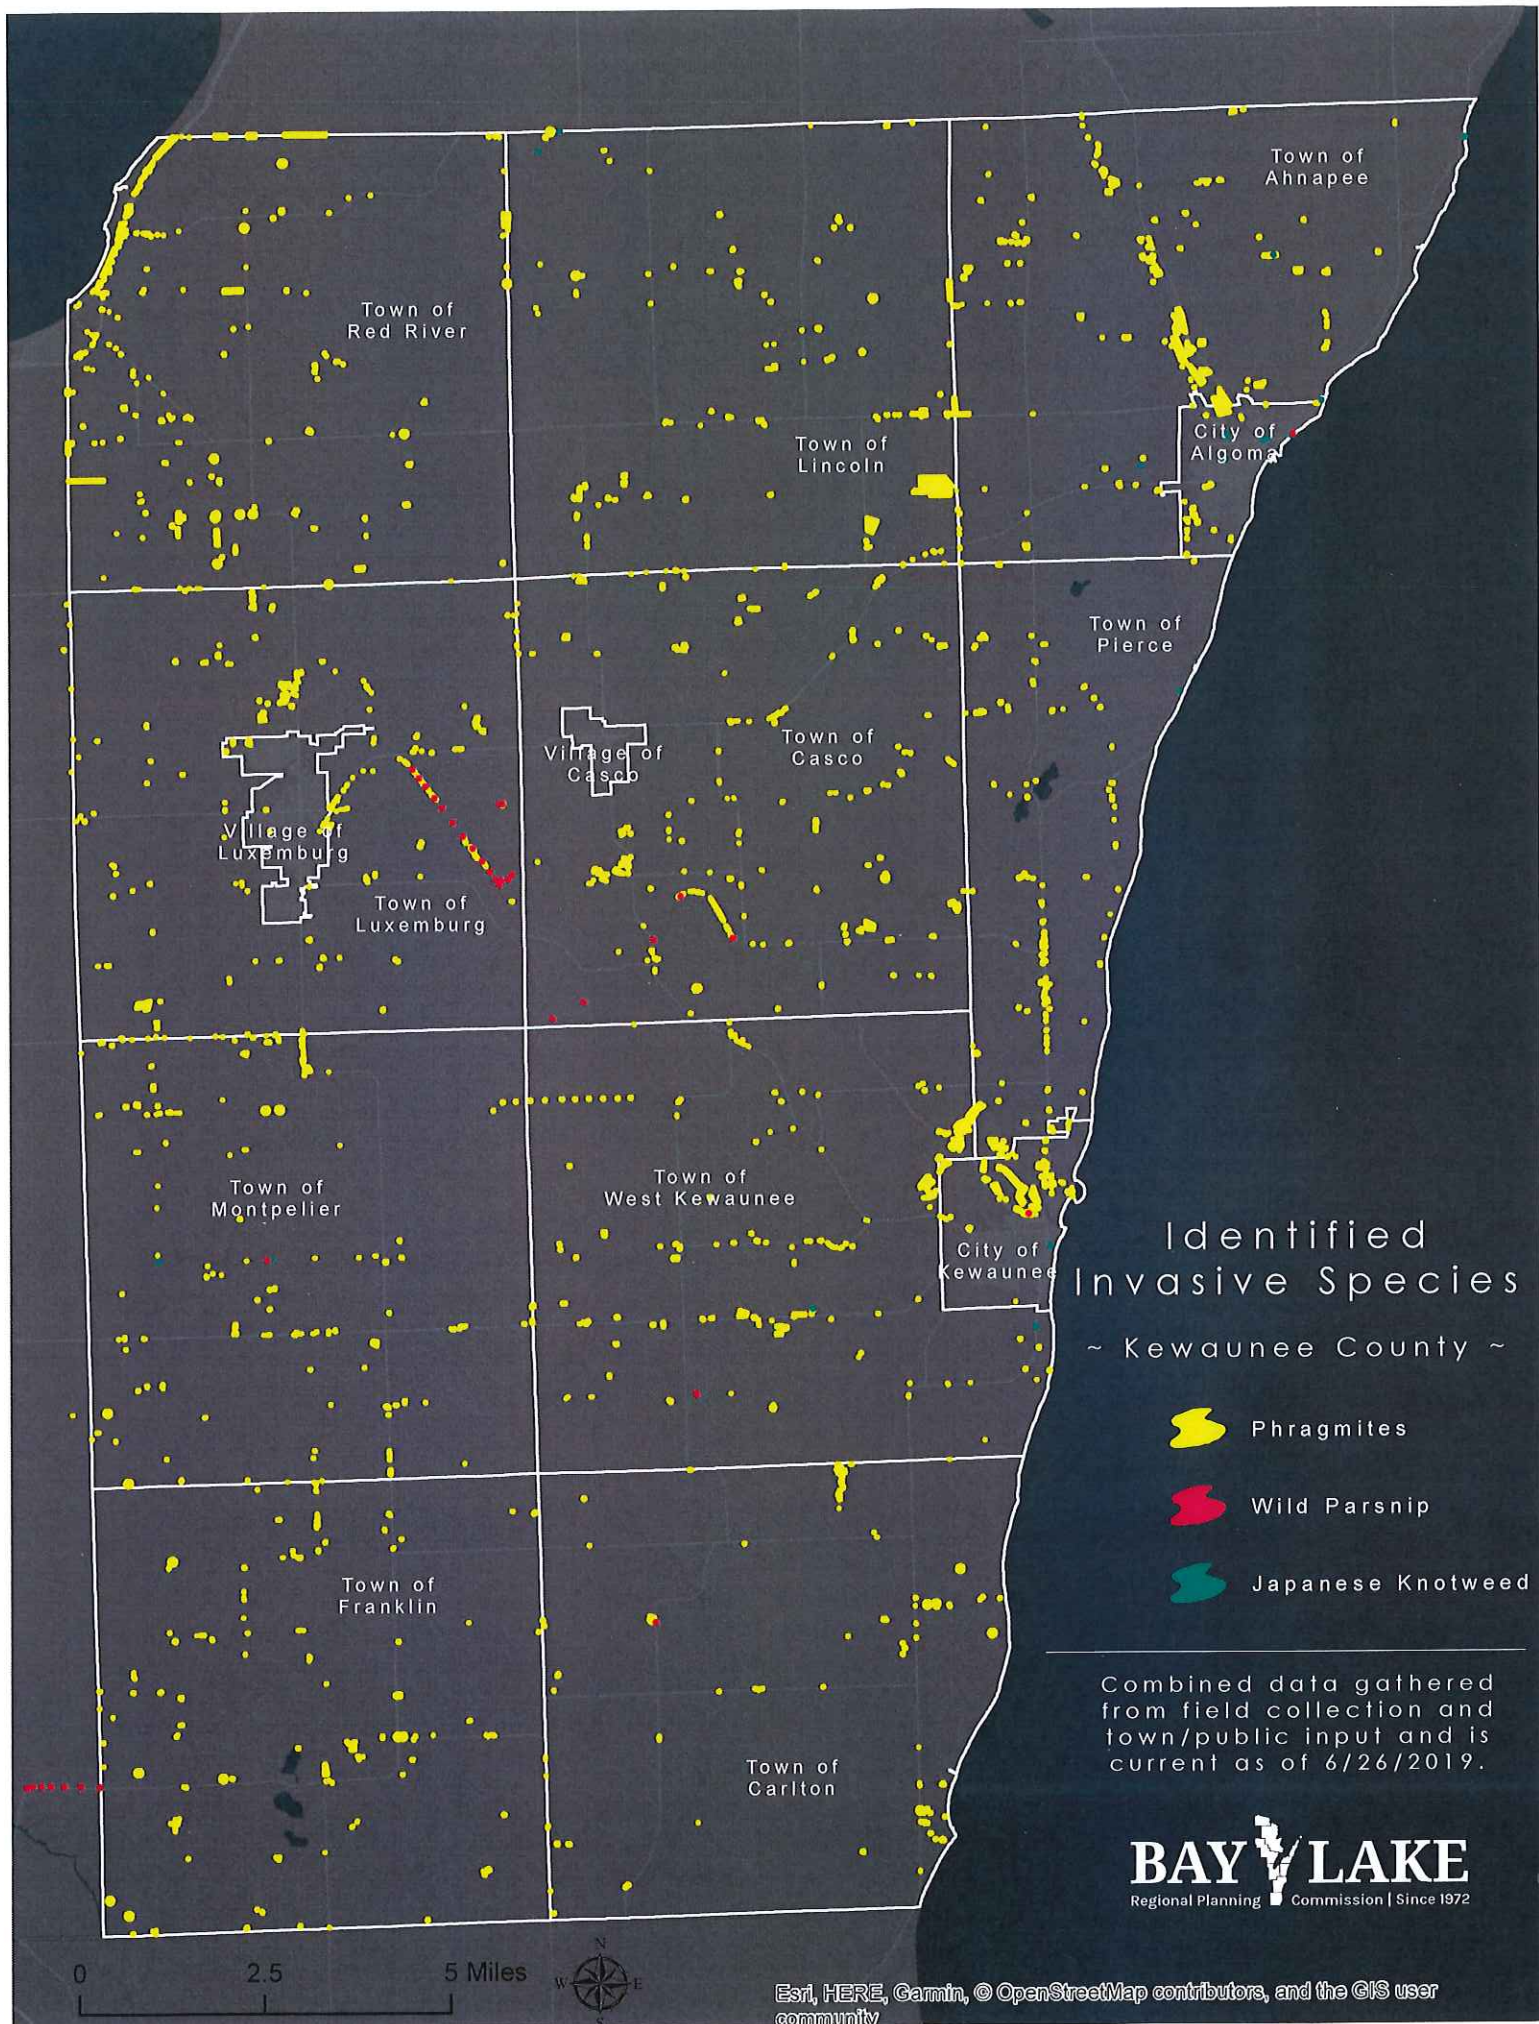 Town of
Ahnapee
Town of
Red River
City of
Algoma
Town of
Lincoln
Town of
Pierce
Village of
Casco
Town of
Casco
Village of
Luxemburg
Town of
Luxemburg
Town of
Montpelier
Town of
West Kewaunee
City of
Kewaunee
Identified
Invasive Species
~ Kewaunee County ~
Phragmites
Wild Parsnip
Japanese Knotweed
Town of
Franklin
Town of
Carlton
Combined data gathered
from field collection and
town/public input and is
current as of 6/26/2019.
BAY LAKE
Regional Planning Commission | Since 1972
0 2.5 5 Miles
N
W E
S
Esri, HERE, Garmin, © OpenStreetMap contributors, and the GIS user
community